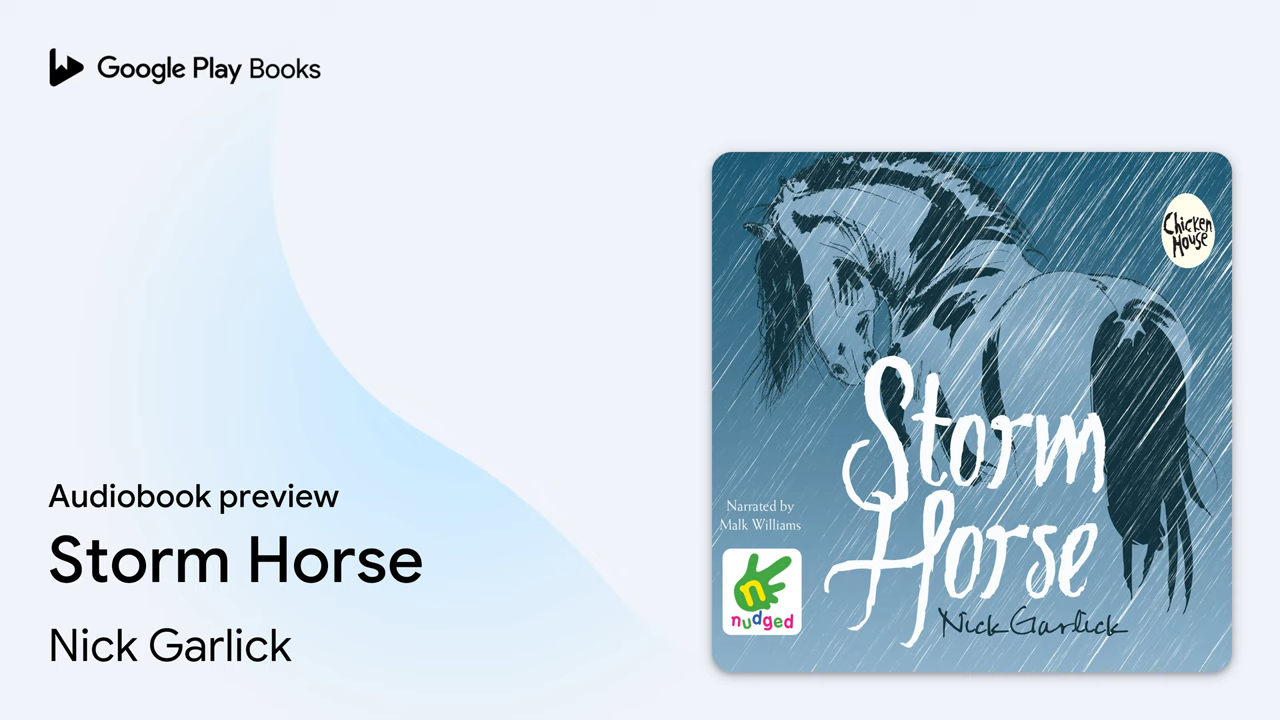 Google Play Books
Audiobook preview
Storm Horse
Nick Garlick
Chicken
House
Storm
Horse
Nick Garlick
Narrated by
Malk Williams
n
nudged